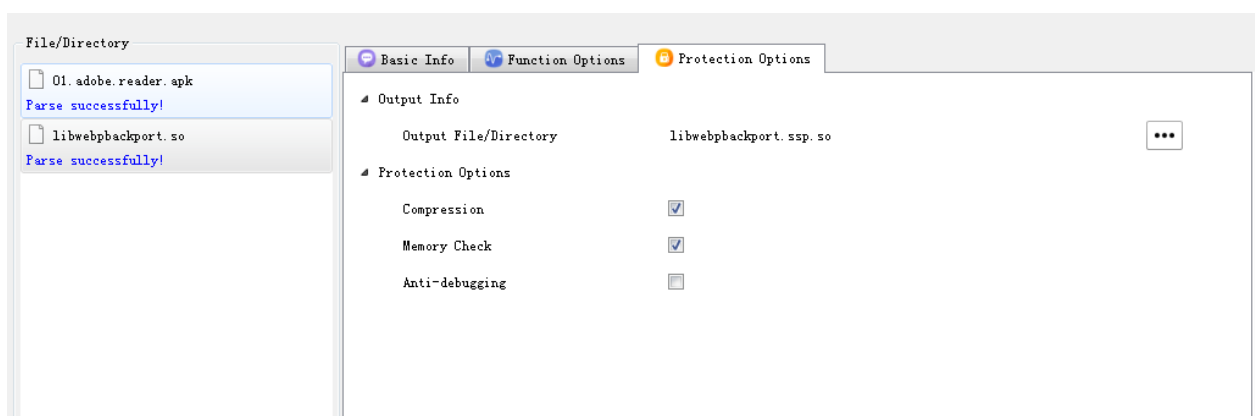 File/Directory
01.adobe.reader.apk
Parse successfully!
libwebpbackport.so
Parse successfully!
Basic Info
Function Options
Protection Options
Output Info
Output File/Directory libwebpbackport.ssp.so
Protection Options
Compression
Memory Check
Anti-debugging